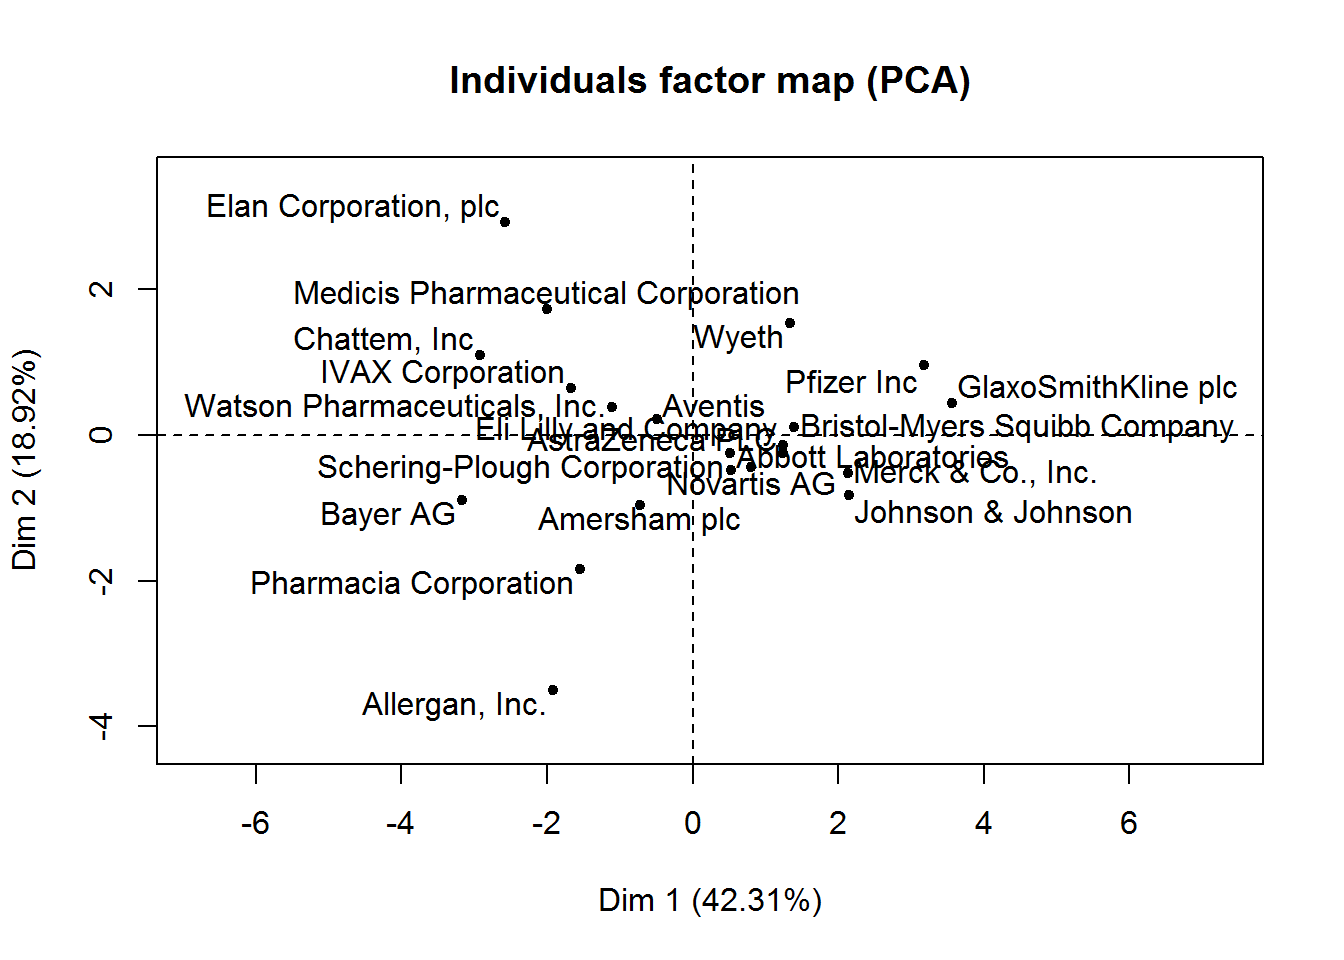 Individuals factor map (PCA)
Elan Corporation, plc
Medicis Pharmaceutical Corporation
Wyeth
Chattem, Inc
IVAX Corporation
Pfizer Inc
GlaxoSmithKline plc
Watson Pharmaceuticals, Inc.
Aventis
Bristol-Myers Squibb Company
Eli Lilly and Company
AstraZeneca PLC
Abbott Laboratories
Schering-Plough Corporation
Merck & Co., Inc.
Novartis AG
Bayer AG
Amersham plc
Johnson & Johnson
Pharmacia Corporation
Allergan, Inc.
2
0
-2
-4
Dim 2 (18.92%)
-6 -4 -2 0 2 4 6
Dim 1 (42.31%)